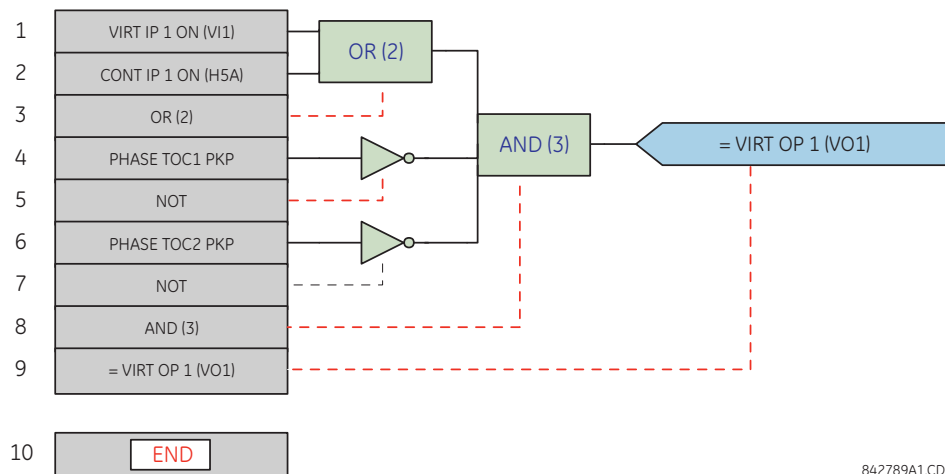 1 VIRT IP 1 ON (VI1)
OR (2)
2 CONT IP 1 ON (H5A)
3 OR (2)
4 PHASE TOC1 PKP
AND (3)
= VIRT OP 1 (VO1)
5 NOT
6 PHASE TOC2 PKP
7 NOT
8 AND (3)
9 = VIRT OP 1 (VO1)
10 END
842789A1.CD